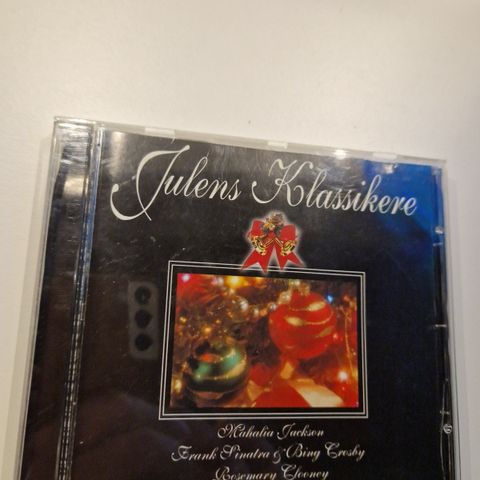 Julens Klassikere
Mahalia Jackson
Frank Sinatra & Bing Crosby
Rosemary Clooney